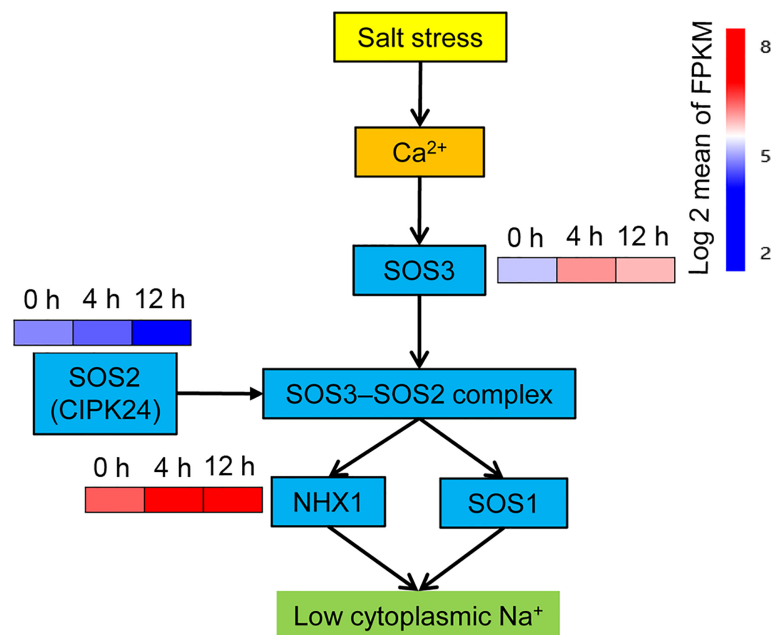 Salt stress
Ca²⁺
SOS3
0 h 4 h 12 h
0 h 4 h 12 h
SOS2
(CIPK24)
SOS3–SOS2 complex
0 h 4 h 12 h
NHX1
SOS1
Low cytoplasmic Na⁺
Log 2 mean of FPKM
8
5
2